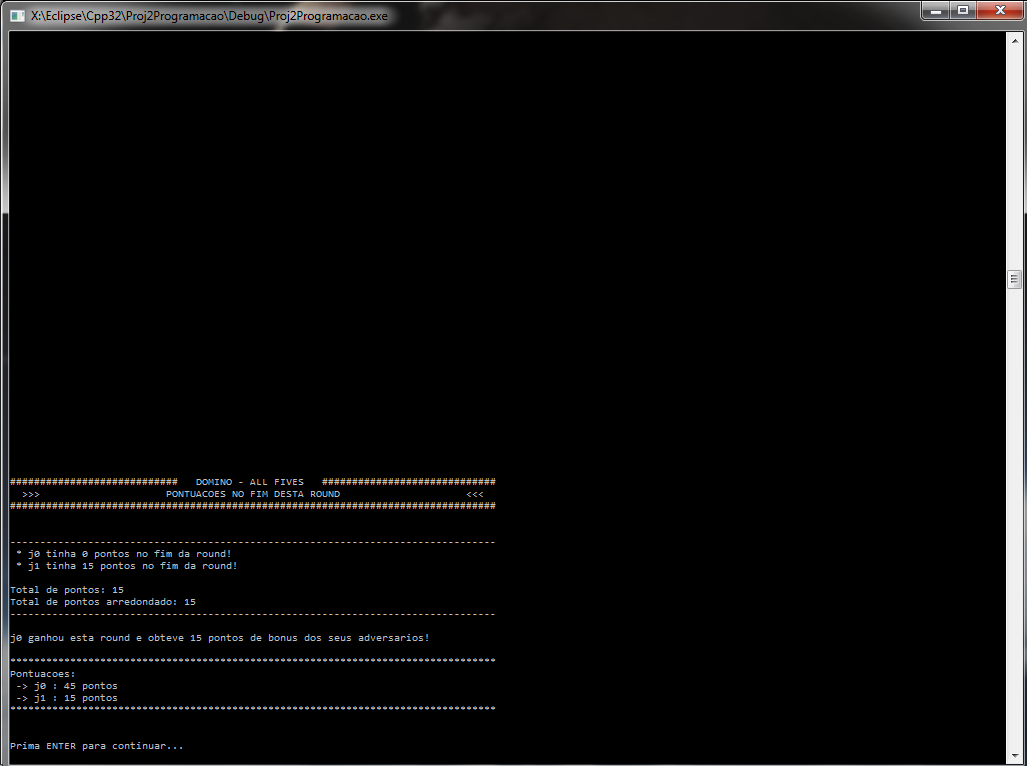 X:\Eclipse\Cpp32\Proj2Programacao\Debug\Proj2Programacao.exe
############################   DOMINO - ALL FIVES   #############################
  >>>                     PONTUACOES NO FIM DESTA ROUND                     <<<
#################################################################################
---------------------------------------------------------------------------------
 * j0 tinha 0 pontos no fim da round!
 * j1 tinha 15 pontos no fim da round!
Total de pontos: 15
Total de pontos arredondado: 15
---------------------------------------------------------------------------------
j0 ganhou esta round e obteve 15 pontos de bonus dos seus adversarios!
*********************************************************************************
Pontuacoes:
 -> j0 : 45 pontos
 -> j1 : 15 pontos
*********************************************************************************
Prima ENTER para continuar...